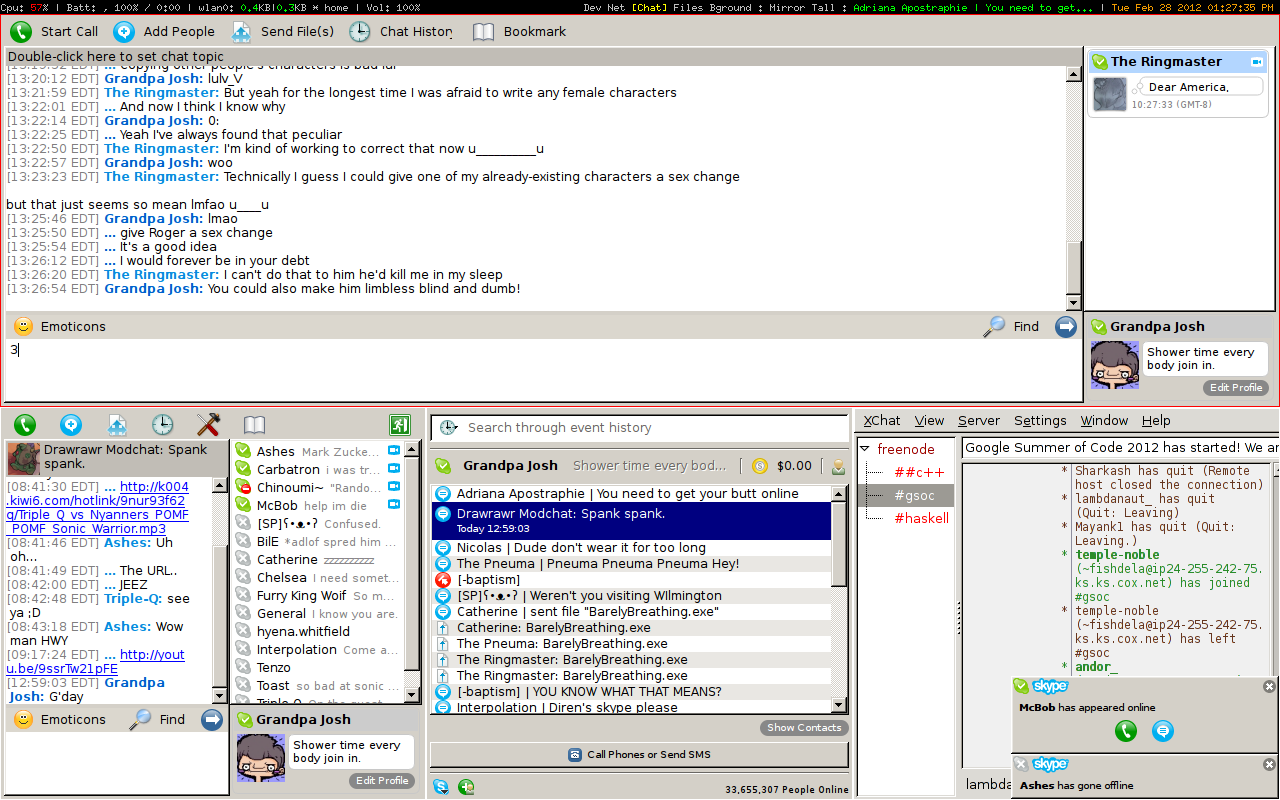 Cpu: 97% | Batt: , 100% / 0:00 | wlan0: 0.4KB|0.3KB * home | Vol: 100% Dev Net [Chat] Files Bground : Mirror Tall : Adriana Apostraphie | You need to get... | Tue Feb 28 2012 01:27:35 PM
Start Call Add People Send File(s) Chat History Bookmark
Double-click here to set chat topic
[13:20:12 EDT] Grandpa Josh: lulv_V
[13:21:59 EDT] The Ringmaster: But yeah for the longest time I was afraid to write any female characters
[13:22:01 EDT] ... And now I think I know why
[13:22:14 EDT] Grandpa Josh: 0:
[13:22:25 EDT] ... Yeah I've always found that peculiar
[13:22:50 EDT] The Ringmaster: I'm kind of working to correct that now u_________u
[13:22:57 EDT] Grandpa Josh: woo
[13:23:23 EDT] The Ringmaster: Technically I guess I could give one of my already-existing characters a sex change
but that just seems so mean lmfao u____u
[13:25:46 EDT] Grandpa Josh: lmao
[13:25:50 EDT] ... give Roger a sex change
[13:25:54 EDT] ... It's a good idea
[13:26:12 EDT] ... I would forever be in your debt
[13:26:20 EDT] The Ringmaster: I can't do that to him he'd kill me in my sleep
[13:26:54 EDT] Grandpa Josh: You could also make him limbless blind and dumb!
The Ringmaster
Dear America,
10:27:33 (GMT-8)
Emoticons Find
3
Grandpa Josh
Shower time every
body join in.
Edit Profile
Drawrawr Modchat: Spank
spank.
[08:41:30 EDT] ... http://k004
.kiwi6.com/hotlink/9nur93f62
q/Triple_Q_vs_Nyanners_POMF
_POMF_Sonic_Warrior.mp3
[08:41:46 EDT] Ashes: Uh
oh...
[08:41:49 EDT] ... The URL..
[08:42:00 EDT] ... JEEZ
[08:42:48 EDT] Triple-Q: see
ya ;D
[08:43:18 EDT] Ashes: Wow
man HWY
[09:17:24 EDT] ... http://yout
u.be/9ssrTw21pFE
[12:59:03 EDT] Grandpa
Josh: G'day
Emoticons Find
Ashes Mark Zucke...
Carbatron i was tr...
Chinoumi~ "Rando...
McBob help im die
[SP]ʕ•ᴥ•ʔ Confused.
BilE *adlof spred him ...
Catherine zzzzzzzzzz
Chelsea I need somet...
Furry King Woif So m...
General I know you are.
hyena.whitfield
Interpolation Come a...
Tenzo
Toast so bad at sonic ...
Grandpa Josh
Shower time every
body join in.
Edit Profile
Search through event history
Grandpa Josh Shower time every bod... $0.00
Adriana Apostraphie | You need to get your butt online
Drawrawr Modchat: Spank spank.
Today 12:59:03
Nicolas | Dude don't wear it for too long
The Pneuma | Pneuma Pneuma Pneuma Hey!
[-baptism]
[SP]ʕ•ᴥ•ʔ | Weren't you visiting WIlmington
Catherine | sent file "BarelyBreathing.exe"
Catherine: BarelyBreathing.exe
The Pneuma: BarelyBreathing.exe
The Ringmaster: BarelyBreathing.exe
The Ringmaster: BarelyBreathing.exe
[-baptism] | YOU KNOW WHAT THAT MEANS?
Interpolation | Diren's skype please
Show Contacts
Call Phones or Send SMS
33,655,307 People Online
XChat View Server Settings Window Help
freenode
##c++
#gsoc
#haskell
Google Summer of Code 2012 has started! We ar
* Sharkash has quit (Remote
host closed the connection)
* lambdanaut_ has quit
(Quit: Leaving)
* Mayank1 has quit (Quit:
Leaving.)
* temple-noble
(~fishdela@ip24-255-242-75.
ks.ks.cox.net) has joined
#gsoc
* temple-noble
(~fishdela@ip24-255-242-75.
ks.ks.cox.net) has left
#gsoc
* andor_
skype
McBob has appeared online
skype
Ashes has gone offline
lambda